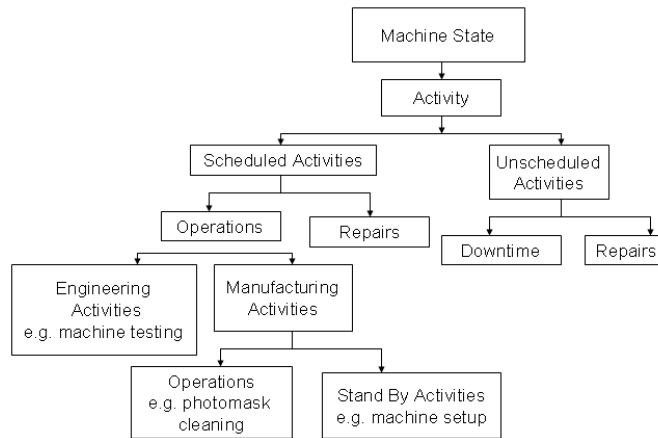 Machine State
Activity
Scheduled Activities
Unscheduled
Activities
Operations
Repairs
Downtime
Repairs
Engineering
Activities
e.g. machine testing
Manufacturing
Activities
Operations
e.g. photomask
cleaning
Stand By Activities
e.g. machine setup